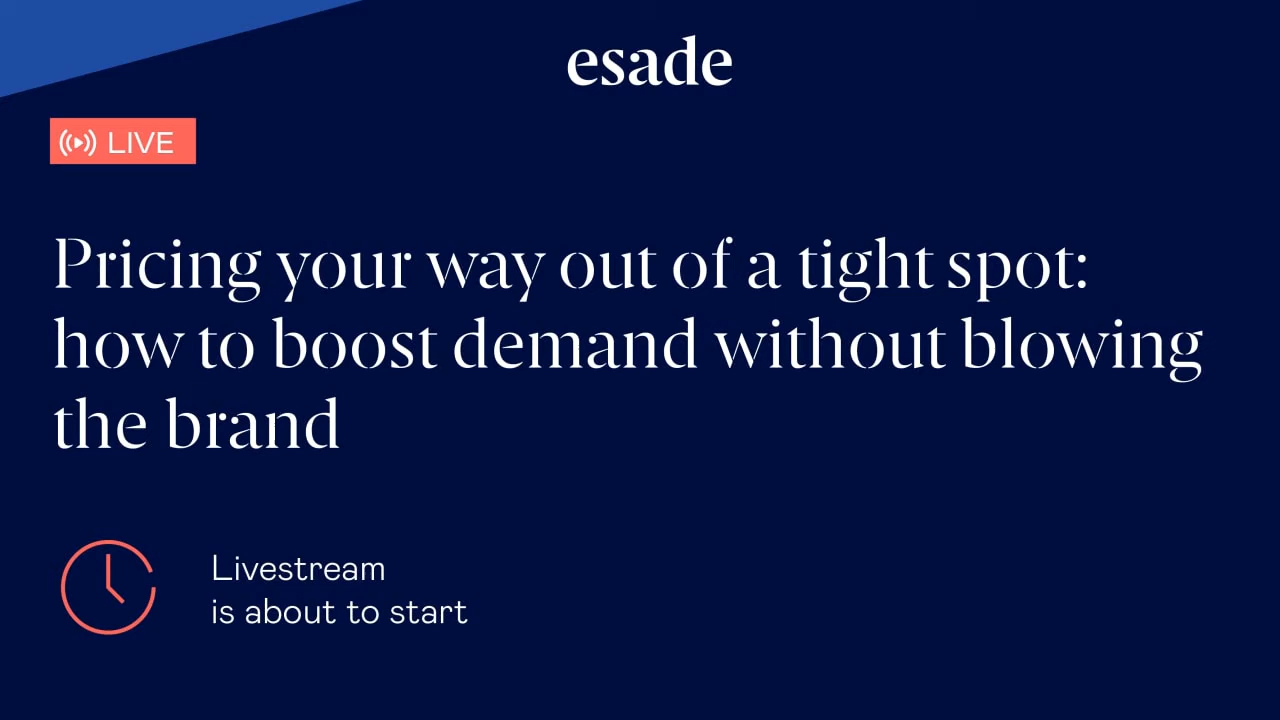 esade
LIVE
Pricing your way out of a tight spot:
how to boost demand without blowing
the brand
Livestream
is about to start